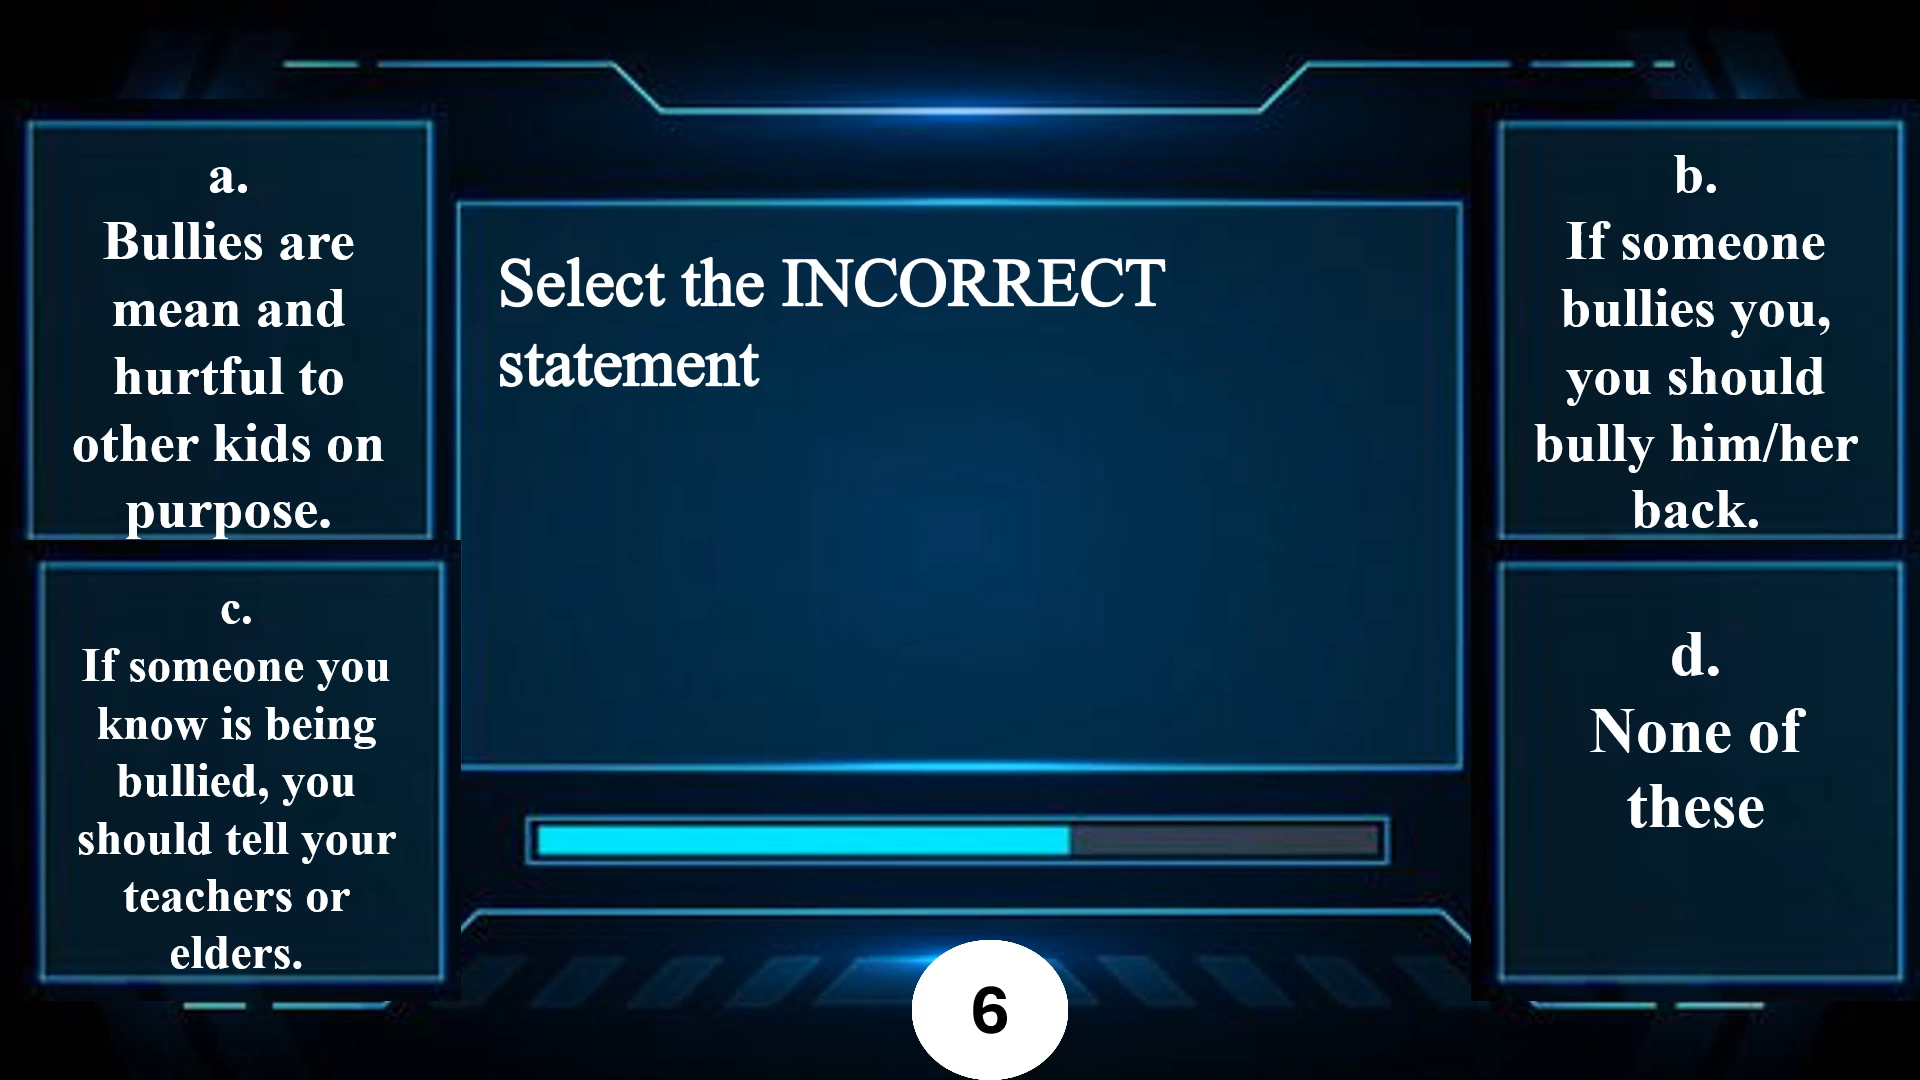 a.
Bullies are
mean and
hurtful to
other kids on
purpose.
Select the INCORRECT
statement
b.
If someone
bullies you,
you should
bully him/her
back.
c.
If someone you
know is being
bullied, you
should tell your
teachers or
elders.
d.
None of
these
6